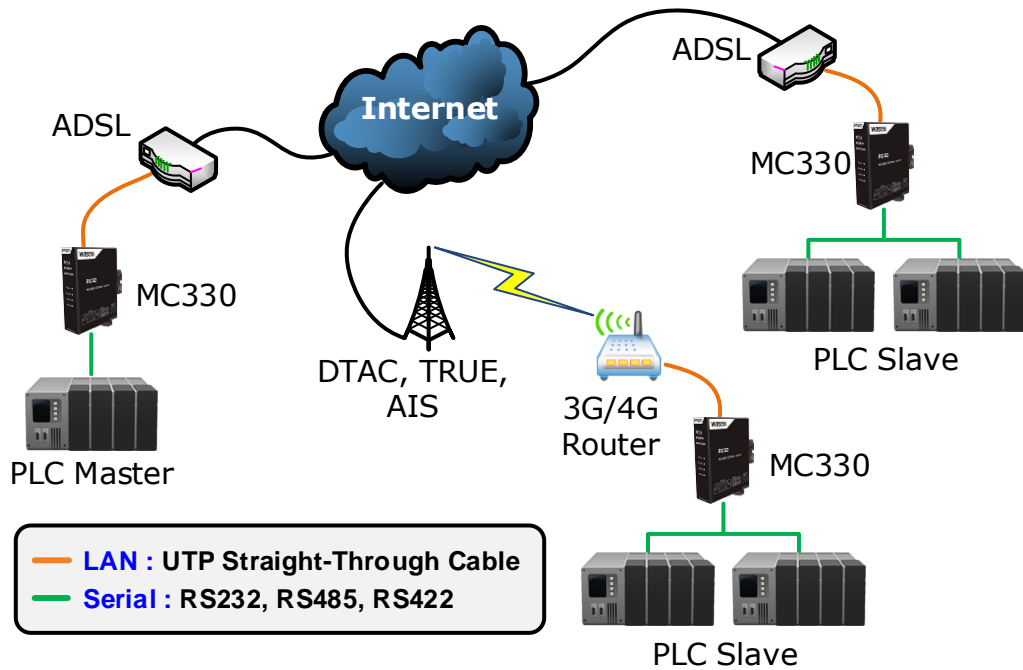 ADSL
Internet
ADSL
MC330
MC330
DTAC, TRUE,
AIS
PLC Slave
3G/4G
Router
PLC Master
MC330
LAN : UTP Straight-Through Cable
Serial : RS232, RS485, RS422
PLC Slave